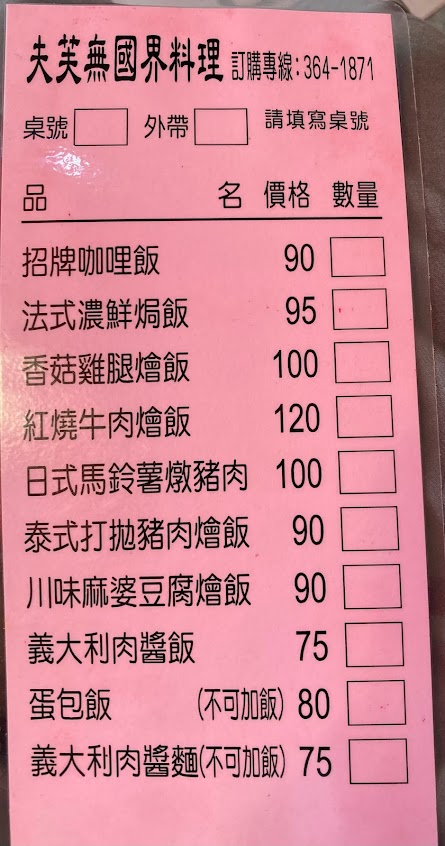 夫芙無國界料理 訂購專線:364-1871
桌號 外帶 請填寫桌號
品名 價格 數量
招牌咖哩飯 90
法式濃鮮焗飯 95
香菇雞腿燴飯 100
紅燒牛肉燴飯 120
日式馬鈴薯燉豬肉 100
泰式打拋豬肉燴飯 90
川味麻婆豆腐燴飯 90
義大利肉醬飯 75
蛋包飯 (不可加飯) 80
義大利肉醬麵(不可加飯) 75